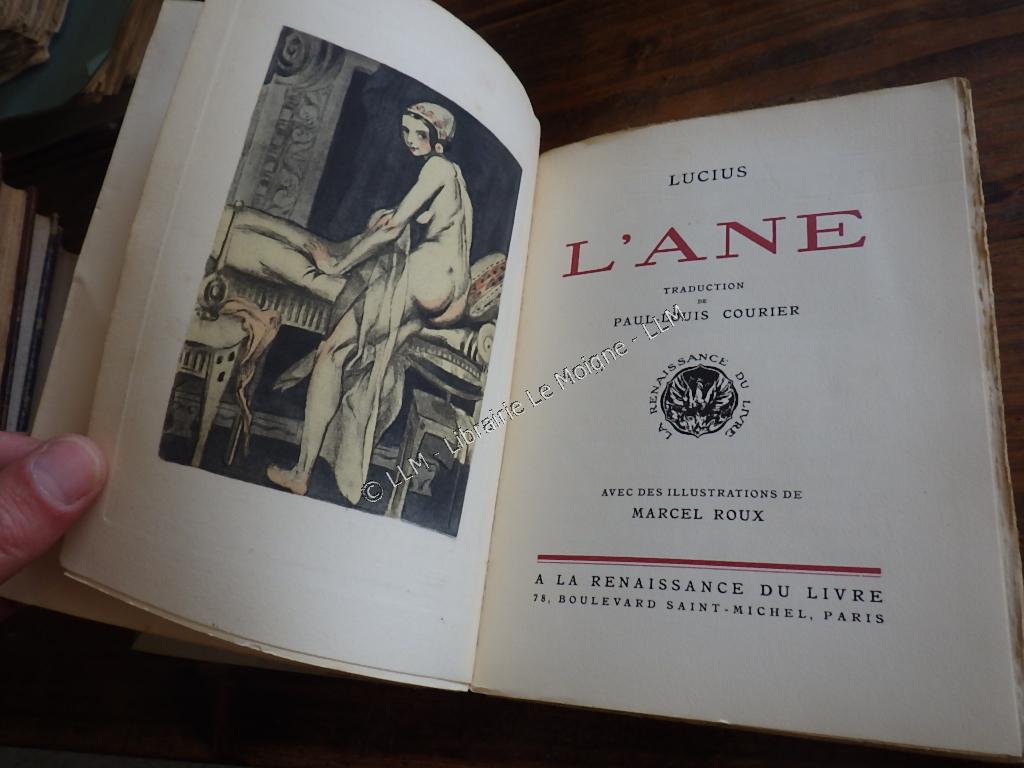 LUCIUS
L'ANE
TRADUCTION
DE
PAUL-LOUIS COURIER
LA RENAISSANCE DU LIVRE
AVEC DES ILLUSTRATIONS DE
MARCEL ROUX
A LA RENAISSANCE DU LIVRE
78, BOULEVARD SAINT-MICHEL, PARIS
© LLM - Librairie Le Moigne - LLM